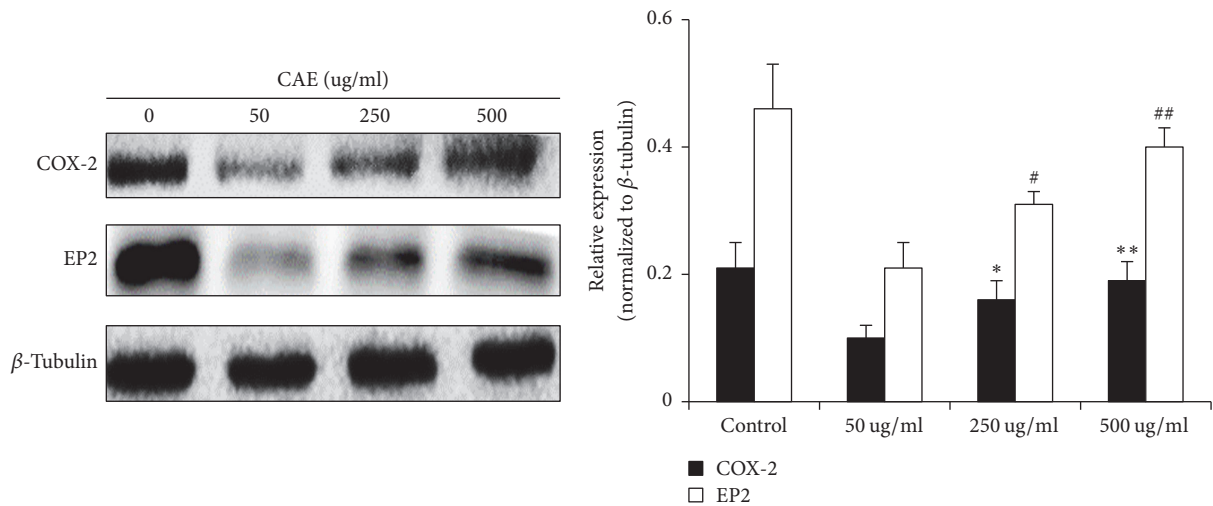 CAE (ug/ml)
0 50 250 500
COX-2
EP2
β-Tubulin
Relative expression
(normalized to β-tubulin)
0.6
0.4
0.2
0
*
#
**
##
Control 50 ug/ml 250 ug/ml 500 ug/ml
COX-2
EP2